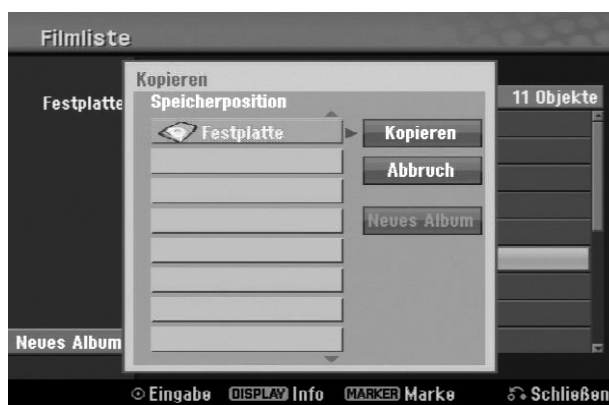 Filmliste
Festplatte
11 Objekte
Kopieren
Speicherposition
Festplatte
Kopieren
Abbruch
Neues Album
Neues Album
Eingabe DISPLAY Info MARKER Marke Schließen